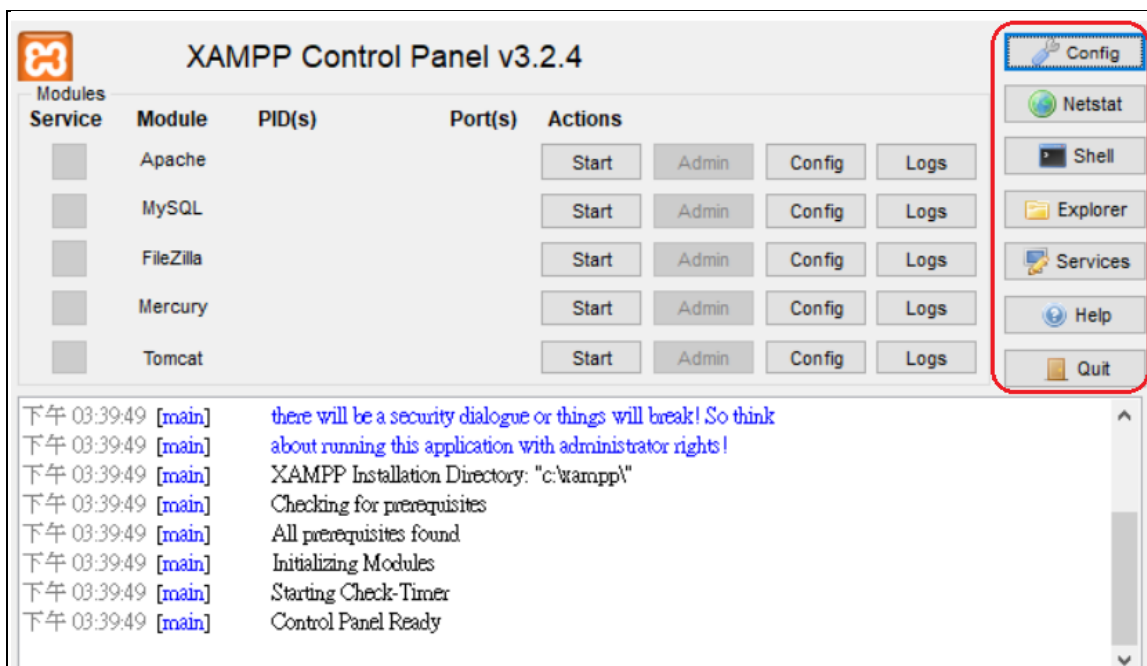 XAMPP Control Panel v3.2.4
Modules
Service Module PID(s) Port(s) Actions
Apache Start Admin Config Logs
MySQL Start Admin Config Logs
FileZilla Start Admin Config Logs
Mercury Start Admin Config Logs
Tomcat Start Admin Config Logs
Config
Netstat
Shell
Explorer
Services
Help
Quit
下午 03:39:49 [main] there will be a security dialogue or things will break! So think
下午 03:39:49 [main] about running this application with administrator rights!
下午 03:39:49 [main] XAMPP Installation Directory: "c:\xampp\"
下午 03:39:49 [main] Checking for prerequisites
下午 03:39:49 [main] All prerequisites found
下午 03:39:49 [main] Initializing Modules
下午 03:39:49 [main] Starting Check-Timer
下午 03:39:49 [main] Control Panel Ready